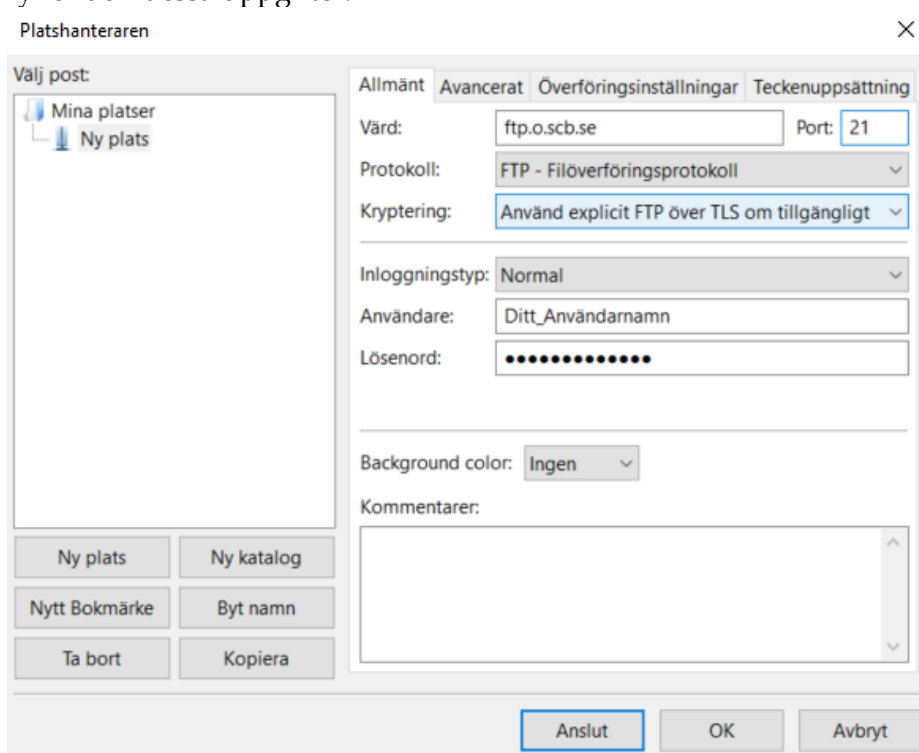 Platshanteraren
Välj post:
Mina platser
Ny plats
Ny plats
Ny katalog
Nytt Bokmärke
Byt namn
Ta bort
Kopiera
Allmänt Avancerat Överföringsinställningar Teckenuppsättning
Värd: ftp.o.scb.se Port: 21
Protokoll: FTP - Filöverföringsprotokoll
Kryptering: Använd explicit FTP över TLS om tillgängligt
Inloggningstyp: Normal
Användare: Ditt_Användarnamn
Lösenord: •••••••••••••
Background color: Ingen
Kommentarer:
Anslut OK Avbryt